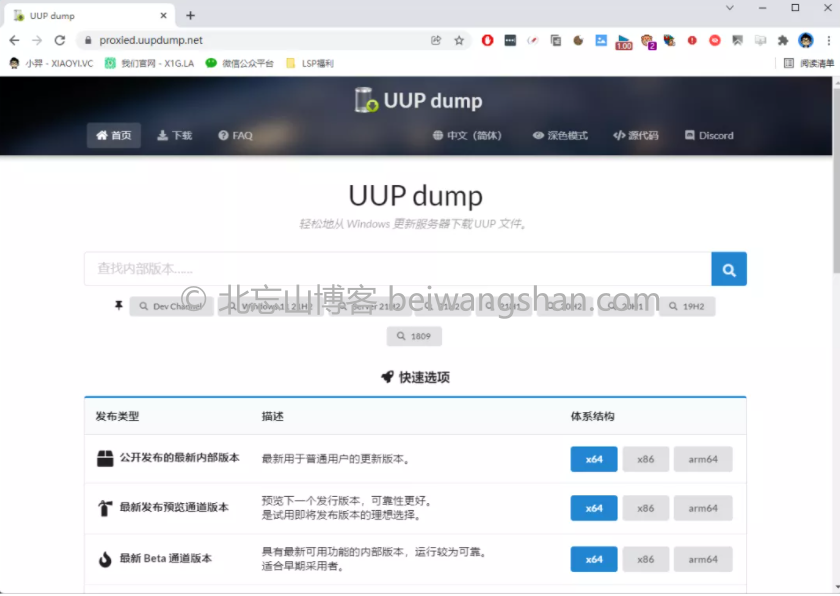 UUP dump
proxied.uupdump.net
1.00
2
小羿 - XIAOYI.VC
我们官网 - X1G.LA
微信公众平台
LSP福利
阅读清单
UUP dump
首页
下载
FAQ
中文（简体）
深色模式
源代码
Discord
UUP dump
轻松地从 Windows 更新服务器下载 UUP 文件。
查找内部版本......
© 北忘山博客 beiwangshan.com
Dev Channel
19H2
1809
快速选项
发布类型 描述 体系结构
公开发布的最新内部版本 最新用于普通用户的更新版本。 x64 x86 arm64
最新发布预览通道版本 预览下一个发行版本，可靠性更好。 x64 x86 arm64
是试用即将发布版本的理想选择。
最新 Beta 通道版本 具有最新可用功能的内部版本，运行较为可靠。 x64 x86 arm64
适合早期采用者。